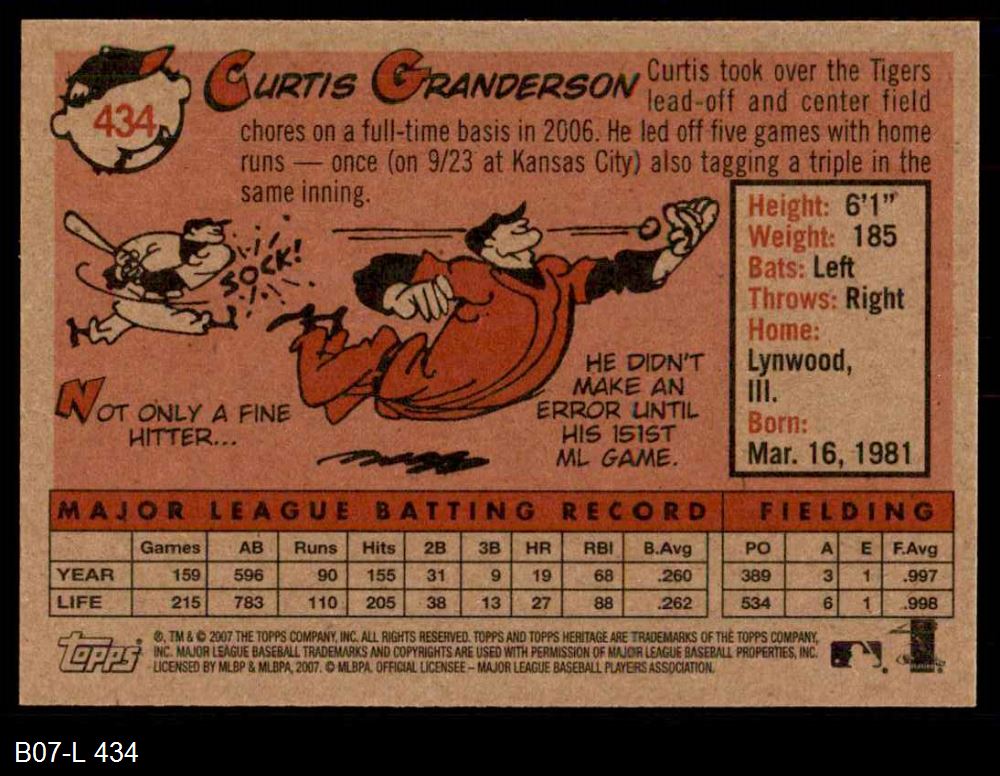 434
CURTIS GRANDERSON
Curtis took over the Tigers
lead-off and center field
chores on a full-time basis in 2006. He led off five games with home
runs — once (on 9/23 at Kansas City) also tagging a triple in the
same inning.
SOCK!
NOT ONLY A FINE
HITTER...
HE DIDN'T
MAKE AN
ERROR UNTIL
HIS 151ST
ML GAME.
Height: 6'1"
Weight: 185
Bats: Left
Throws: Right
Home:
Lynwood,
Ill.
Born:
Mar. 16, 1981
MAJOR LEAGUE BATTING RECORD FIELDING
Games AB Runs Hits 2B 3B HR RBI B.Avg PO A E F.Avg
YEAR 159 596 90 155 31 9 19 68 .260 389 3 1 .997
LIFE 215 783 110 205 38 13 27 88 .262 534 6 1 .998
Topps
®, TM & © 2007 THE TOPPS COMPANY, INC. ALL RIGHTS RESERVED. TOPPS AND TOPPS HERITAGE ARE TRADEMARKS OF THE TOPPS COMPANY,
INC. MAJOR LEAGUE BASEBALL TRADEMARKS AND COPYRIGHTS ARE USED WITH PERMISSION OF MAJOR LEAGUE BASEBALL PROPERTIES, INC.
LICENSED BY MLBP & MLBPA, 2007. © MLBPA. OFFICIAL LICENSEE – MAJOR LEAGUE BASEBALL PLAYERS ASSOCIATION.
B07-L 434